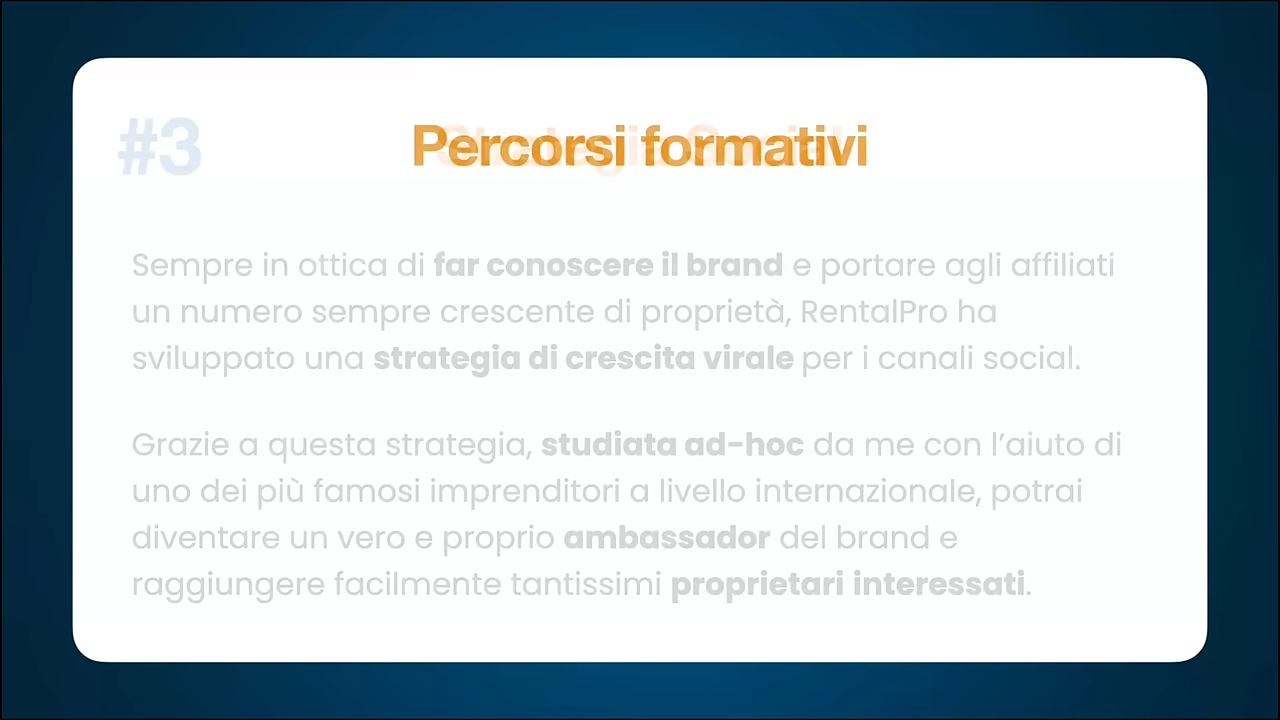 #3
Percorsi formativi
Strategia Social
Sempre in ottica di far conoscere il brand e portare agli affiliati
un numero sempre crescente di proprietà, RentalPro ha
sviluppato una strategia di crescita virale per i canali social.
Grazie a questa strategia, studiata ad-hoc da me con l’aiuto di
uno dei più famosi imprenditori a livello internazionale, potrai
diventare un vero e proprio ambassador del brand e
raggiungere facilmente tantissimi proprietari interessati.